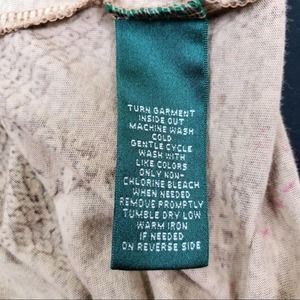 TURN GARMENT
INSIDE OUT
MACHINE WASH
COLD
GENTLE CYCLE
WASH WITH
LIKE COLORS
ONLY NON-
CHLORINE BLEACH
WHEN NEEDED
REMOVE PROMPTLY
TUMBLE DRY LOW
WARM IRON
IF NEEDED
ON REVERSE SIDE